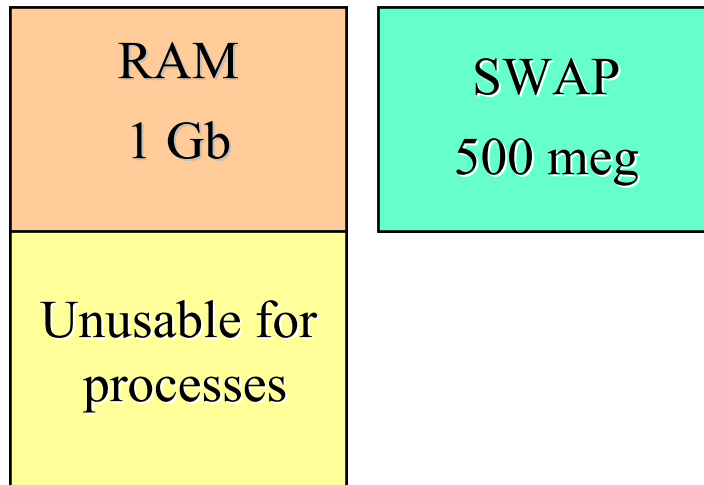 RAM
1 Gb
SWAP
500 meg
Unusable for
processes